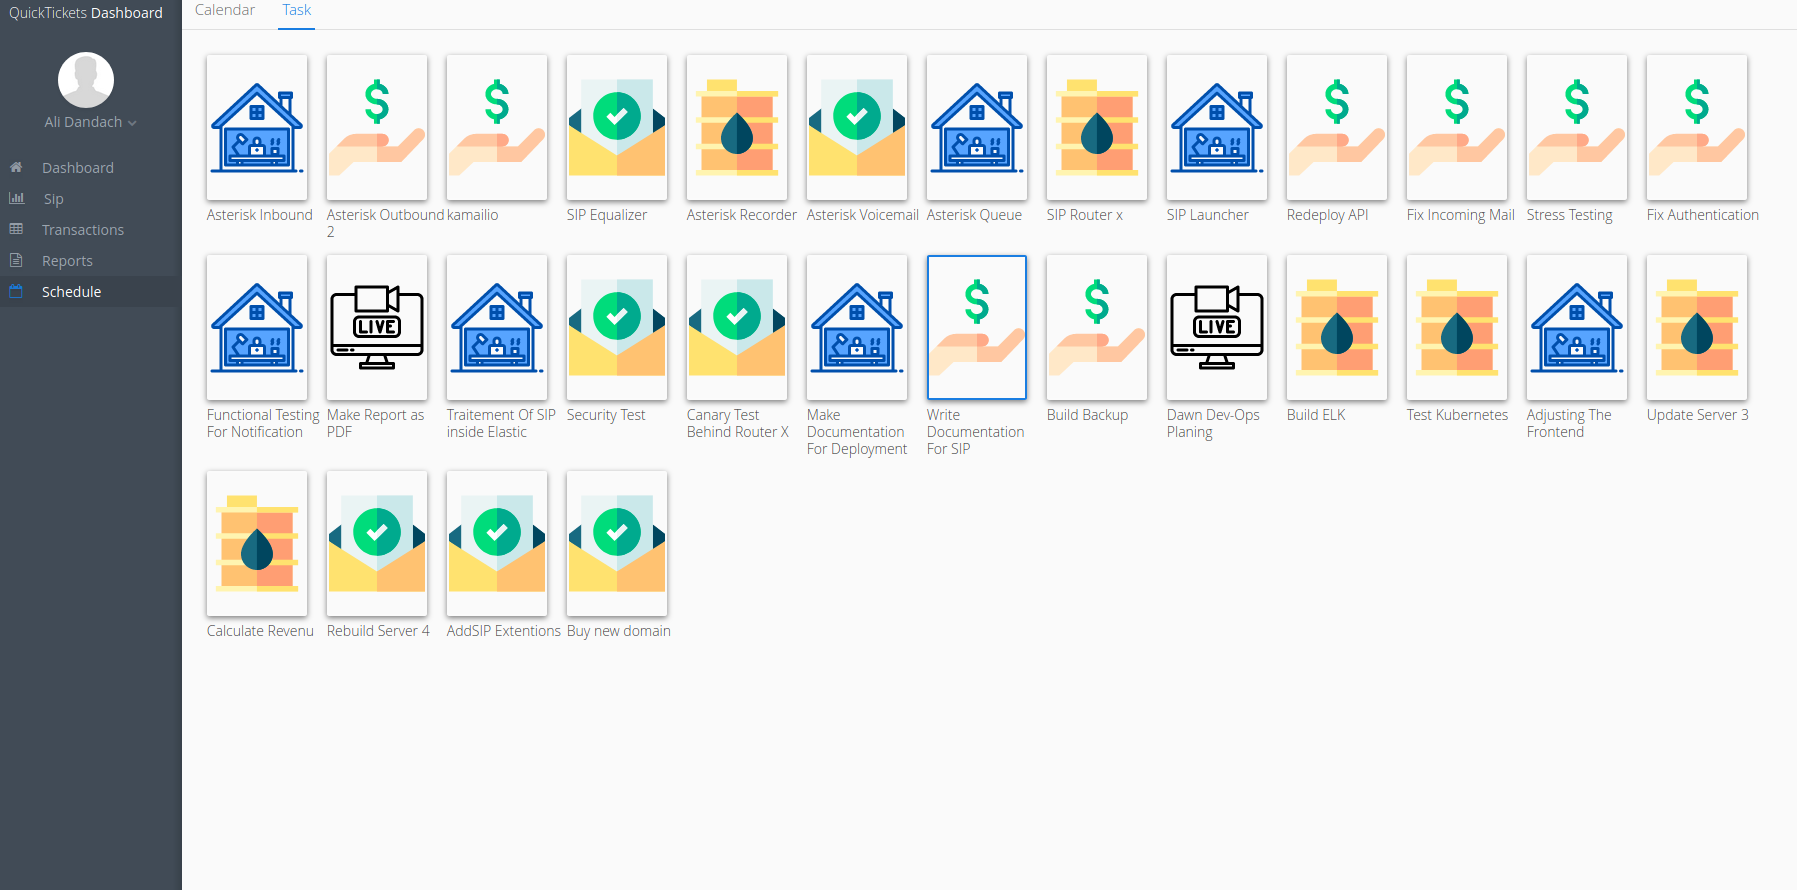 QuickTickets Dashboard
Calendar
Task
Ali Dandach
Dashboard
Sip
Transactions
Reports
Schedule
Asterisk Inbound
Asterisk Outbound
2
kamailio
SIP Equalizer
Asterisk Recorder
Asterisk Voicemail
Asterisk Queue
SIP Router x
SIP Launcher
Redeploy API
Fix Incoming Mail
Stress Testing
Fix Authentication
Functional Testing
For Notification
LIVE
Make Report as
PDF
Traitement Of SIP
inside Elastic
Security Test
Canary Test
Behind Router X
Make
Documentation
For Deployment
Write
Documentation
For SIP
Build Backup
LIVE
Dawn Dev-Ops
Planing
Build ELK
Test Kubernetes
Adjusting The
Frontend
Update Server 3
Calculate Revenu
Rebuild Server 4
AddSIP Extentions
Buy new domain